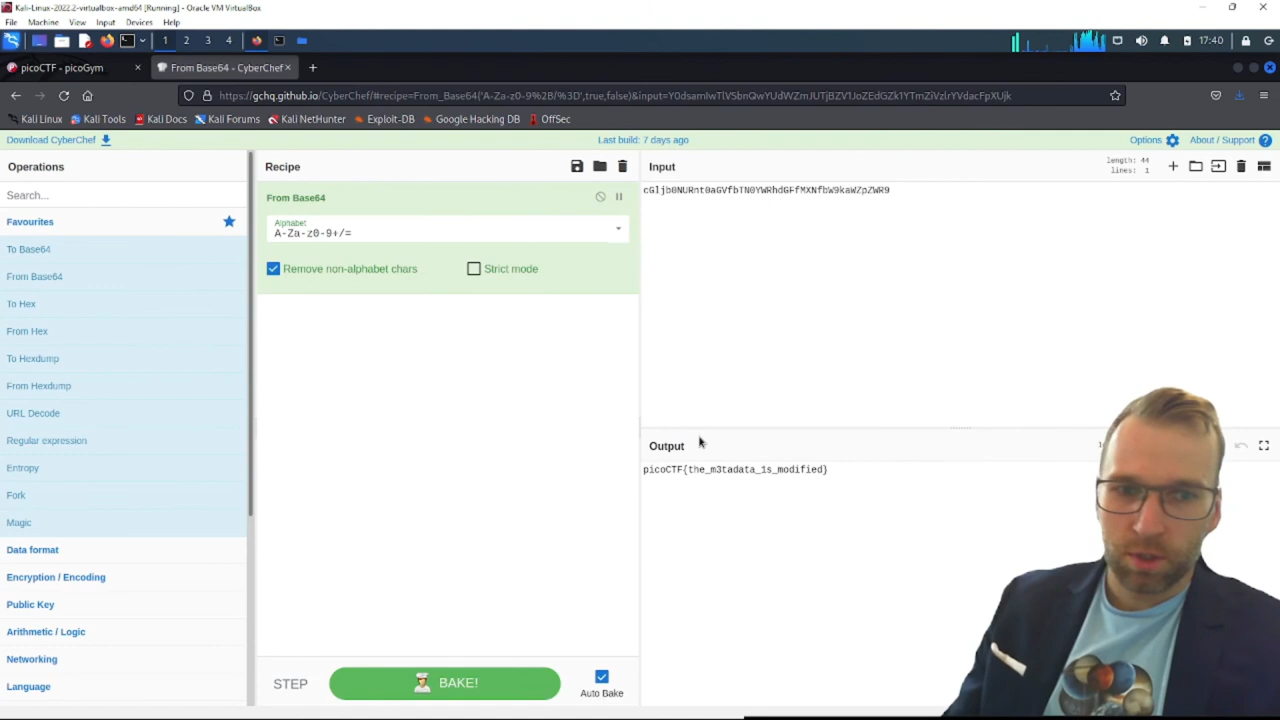 Kali-Linux-2022.2-virtualbox-amd64 [Running] - Oracle VM VirtualBox
File Machine View Input Devices Help
1 2 3 4 17:40
picoCTF - picoGym × From Base64 - CyberChef × +
https://gchq.github.io/CyberChef/#recipe=From_Base64('A-Za-z0-9%2B/%3D',true,false)&input=
Kali Linux Kali Tools Kali Docs Kali Forums Kali NetHunter Exploit-DB Google Hacking DB OffSec
Download CyberChef Last build: 7 days ago Options About / Support
Operations Recipe Input length: 44
lines: 1
Search... From Base64 cGljb0NURnt0aGVfbTN0YWRhdGFfMXNfbW9kaWZpZWR9
Favourites Alphabet
A-Za-z0-9+/=
To Base64
From Base64 Remove non-alphabet chars Strict mode
To Hex
From Hex
To Hexdump
From Hexdump
URL Decode
Regular expression Output
Entropy picoCTF{the_m3tadata_1s_modified}
Fork
Magic
Data format
Encryption / Encoding
Public Key
Arithmetic / Logic
Networking
Language STEP BAKE! Auto Bake